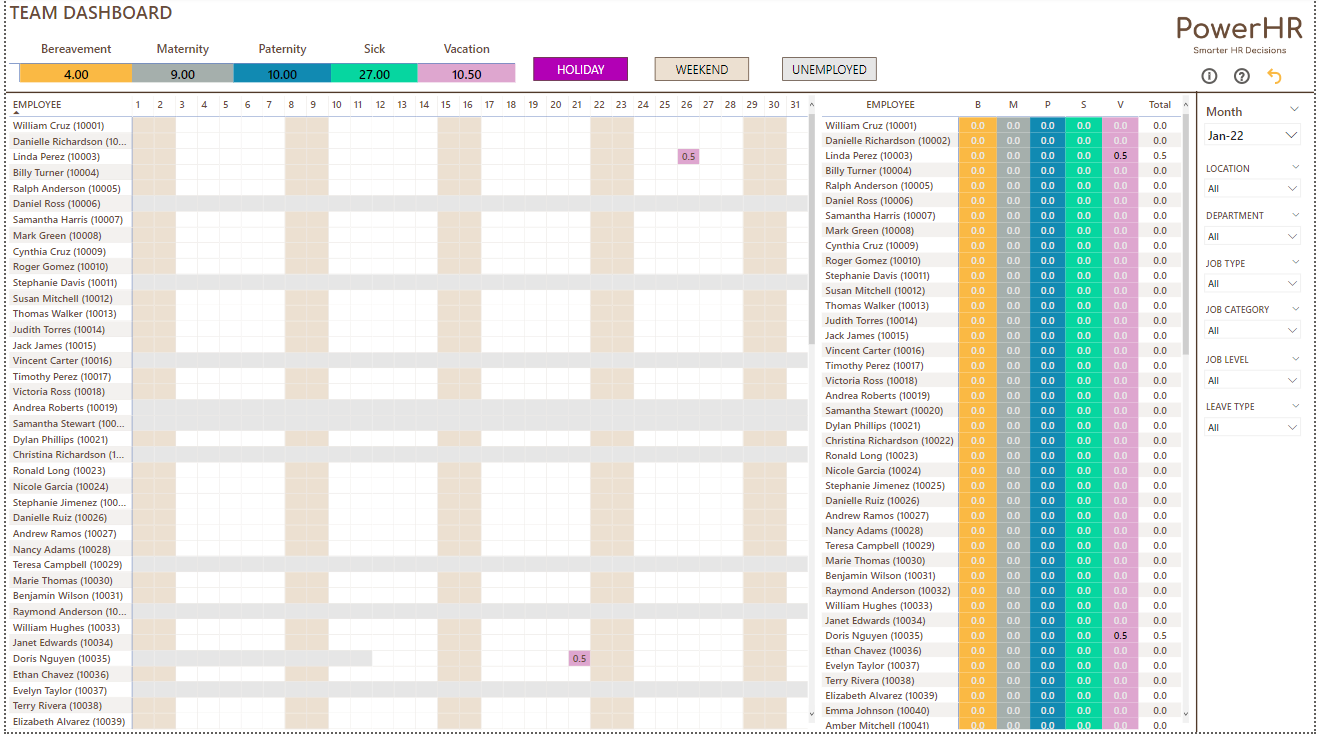 TEAM DASHBOARD
PowerHR
Smarter HR Decisions
Bereavement Maternity Paternity Sick Vacation
4.00 9.00 10.00 27.00 10.50
HOLIDAY WEEKEND UNEMPLOYED
EMPLOYEE 1 2 3 4 5 6 7 8 9 10 11 12 13 14 15 16 17 18 19 20 21 22 23 24 25 26 27 28 29 30 31
William Cruz (10001)
Danielle Richardson (10...
Linda Perez (10003) 0.5
Billy Turner (10004)
Ralph Anderson (10005)
Daniel Ross (10006)
Samantha Harris (10007)
Mark Green (10008)
Cynthia Cruz (10009)
Roger Gomez (10010)
Stephanie Davis (10011)
Susan Mitchell (10012)
Thomas Walker (10013)
Judith Torres (10014)
Jack James (10015)
Vincent Carter (10016)
Timothy Perez (10017)
Victoria Ross (10018)
Andrea Roberts (10019)
Samantha Stewart (100...
Dylan Phillips (10021)
Christina Richardson (1...
Ronald Long (10023)
Nicole Garcia (10024)
Stephanie Jimenez (100...
Danielle Ruiz (10026)
Andrew Ramos (10027)
Nancy Adams (10028)
Teresa Campbell (10029)
Marie Thomas (10030)
Benjamin Wilson (10031)
Raymond Anderson (10...
William Hughes (10033)
Janet Edwards (10034)
Doris Nguyen (10035) 0.5
Ethan Chavez (10036)
Evelyn Taylor (10037)
Terry Rivera (10038)
Elizabeth Alvarez (10039)
EMPLOYEE B M P S V Total
William Cruz (10001) 0.0 0.0 0.0 0.0 0.0 0.0
Danielle Richardson (10002) 0.0 0.0 0.0 0.0 0.0 0.0
Linda Perez (10003) 0.0 0.0 0.0 0.0 0.5 0.5
Billy Turner (10004) 0.0 0.0 0.0 0.0 0.0 0.0
Ralph Anderson (10005) 0.0 0.0 0.0 0.0 0.0 0.0
Daniel Ross (10006) 0.0 0.0 0.0 0.0 0.0 0.0
Samantha Harris (10007) 0.0 0.0 0.0 0.0 0.0 0.0
Mark Green (10008) 0.0 0.0 0.0 0.0 0.0 0.0
Cynthia Cruz (10009) 0.0 0.0 0.0 0.0 0.0 0.0
Roger Gomez (10010) 0.0 0.0 0.0 0.0 0.0 0.0
Stephanie Davis (10011) 0.0 0.0 0.0 0.0 0.0 0.0
Susan Mitchell (10012) 0.0 0.0 0.0 0.0 0.0 0.0
Thomas Walker (10013) 0.0 0.0 0.0 0.0 0.0 0.0
Judith Torres (10014) 0.0 0.0 0.0 0.0 0.0 0.0
Jack James (10015) 0.0 0.0 0.0 0.0 0.0 0.0
Vincent Carter (10016) 0.0 0.0 0.0 0.0 0.0 0.0
Timothy Perez (10017) 0.0 0.0 0.0 0.0 0.0 0.0
Victoria Ross (10018) 0.0 0.0 0.0 0.0 0.0 0.0
Andrea Roberts (10019) 0.0 0.0 0.0 0.0 0.0 0.0
Samantha Stewart (10020) 0.0 0.0 0.0 0.0 0.0 0.0
Dylan Phillips (10021) 0.0 0.0 0.0 0.0 0.0 0.0
Christina Richardson (10022) 0.0 0.0 0.0 0.0 0.0 0.0
Ronald Long (10023) 0.0 0.0 0.0 0.0 0.0 0.0
Nicole Garcia (10024) 0.0 0.0 0.0 0.0 0.0 0.0
Stephanie Jimenez (10025) 0.0 0.0 0.0 0.0 0.0 0.0
Danielle Ruiz (10026) 0.0 0.0 0.0 0.0 0.0 0.0
Andrew Ramos (10027) 0.0 0.0 0.0 0.0 0.0 0.0
Nancy Adams (10028) 0.0 0.0 0.0 0.0 0.0 0.0
Teresa Campbell (10029) 0.0 0.0 0.0 0.0 0.0 0.0
Marie Thomas (10030) 0.0 0.0 0.0 0.0 0.0 0.0
Benjamin Wilson (10031) 0.0 0.0 0.0 0.0 0.0 0.0
Raymond Anderson (10032) 0.0 0.0 0.0 0.0 0.0 0.0
William Hughes (10033) 0.0 0.0 0.0 0.0 0.0 0.0
Janet Edwards (10034) 0.0 0.0 0.0 0.0 0.0 0.0
Doris Nguyen (10035) 0.0 0.0 0.0 0.0 0.5 0.5
Ethan Chavez (10036) 0.0 0.0 0.0 0.0 0.0 0.0
Evelyn Taylor (10037) 0.0 0.0 0.0 0.0 0.0 0.0
Terry Rivera (10038) 0.0 0.0 0.0 0.0 0.0 0.0
Elizabeth Alvarez (10039) 0.0 0.0 0.0 0.0 0.0 0.0
Emma Johnson (10040) 0.0 0.0 0.0 0.0 0.0 0.0
Amber Mitchell (10041) 0.0 0.0 0.0 0.0 0.0 0.0
Month
Jan-22
LOCATION
All
DEPARTMENT
All
JOB TYPE
All
JOB CATEGORY
All
JOB LEVEL
All
LEAVE TYPE
All